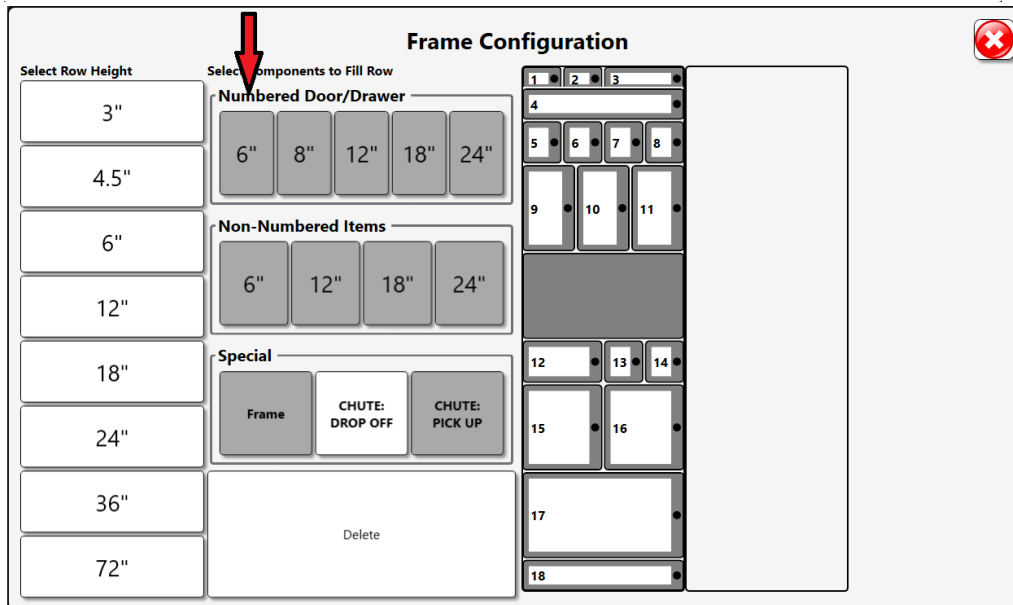 Frame Configuration
Select Row Height
Select Components to Fill Row
3"
4.5"
6"
12"
18"
24"
36"
72"
Numbered Door/Drawer
6" 8" 12" 18" 24"
Non-Numbered Items
6" 12" 18" 24"
Special
Frame
CHUTE:
DROP OFF
CHUTE:
PICK UP
Delete
1 2 3
4
5 6 7 8
9 10 11
12 13 14
15 16
17
18